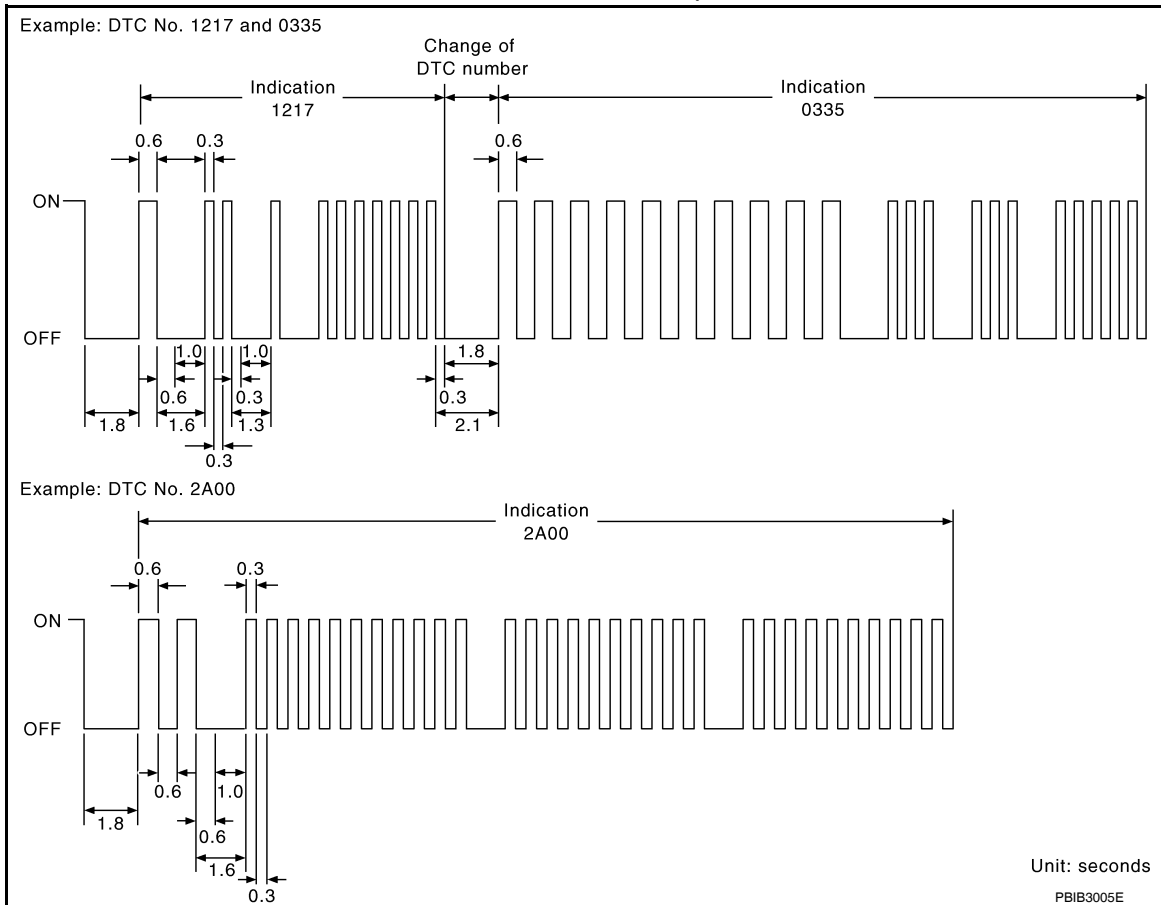 Example: DTC No. 1217 and 0335
Change of
DTC number
Indication
1217
Indication
0335
0.6
0.3
0.6
ON
OFF
1.0
1.0
1.8
0.6
0.3
0.3
1.8
1.6
1.3
2.1
0.3
Example: DTC No. 2A00
Indication
2A00
0.6
0.3
ON
OFF
0.6
1.0
1.8
0.6
1.6
0.3
Unit: seconds
PBIB3005E